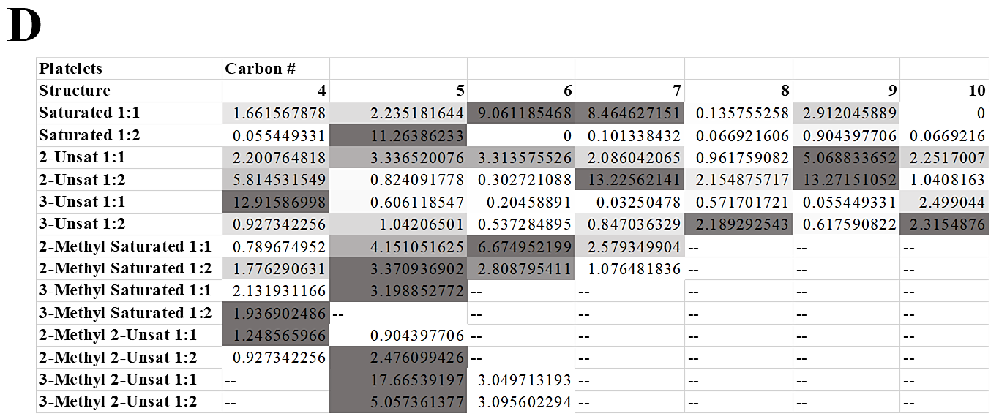 D
Platelets Carbon #
Structure 4 5 6 7 8 9 10
Saturated 1:1 1.661567878 2.235181644 9.061185468 8.464627151 0.135755258 2.912045889 0
Saturated 1:2 0.055449331 11.26386233 0 0.101338432 0.066921606 0.904397706 0.0669216
2-Unsat 1:1 2.200764818 3.336520076 3.313575526 2.086042065 0.961759082 5.068833652 2.2517007
2-Unsat 1:2 5.814531549 0.824091778 0.302721088 13.22562141 2.154875717 13.27151052 1.0408163
3-Unsat 1:1 12.91586998 0.606118547 0.20458891 0.03250478 0.571701721 0.055449331 2.499044
3-Unsat 1:2 0.927342256 1.04206501 0.537284895 0.847036329 2.189292543 0.617590822 2.3154876
2-Methyl Saturated 1:1 0.789674952 4.151051625 6.674952199 2.579349904 -- -- --
2-Methyl Saturated 1:2 1.776290631 3.370936902 2.808795411 1.076481836 -- -- --
3-Methyl Saturated 1:1 2.131931166 3.198852772 -- -- -- -- --
3-Methyl Saturated 1:2 1.936902486 -- -- -- -- -- --
2-Methyl 2-Unsat 1:1 1.248565966 0.904397706 -- -- -- -- --
2-Methyl 2-Unsat 1:2 0.927342256 2.476099426 -- -- -- -- --
3-Methyl 2-Unsat 1:1 -- 17.66539197 3.049713193 -- -- -- --
3-Methyl 2-Unsat 1:2 -- 5.057361377 3.095602294 -- -- -- --